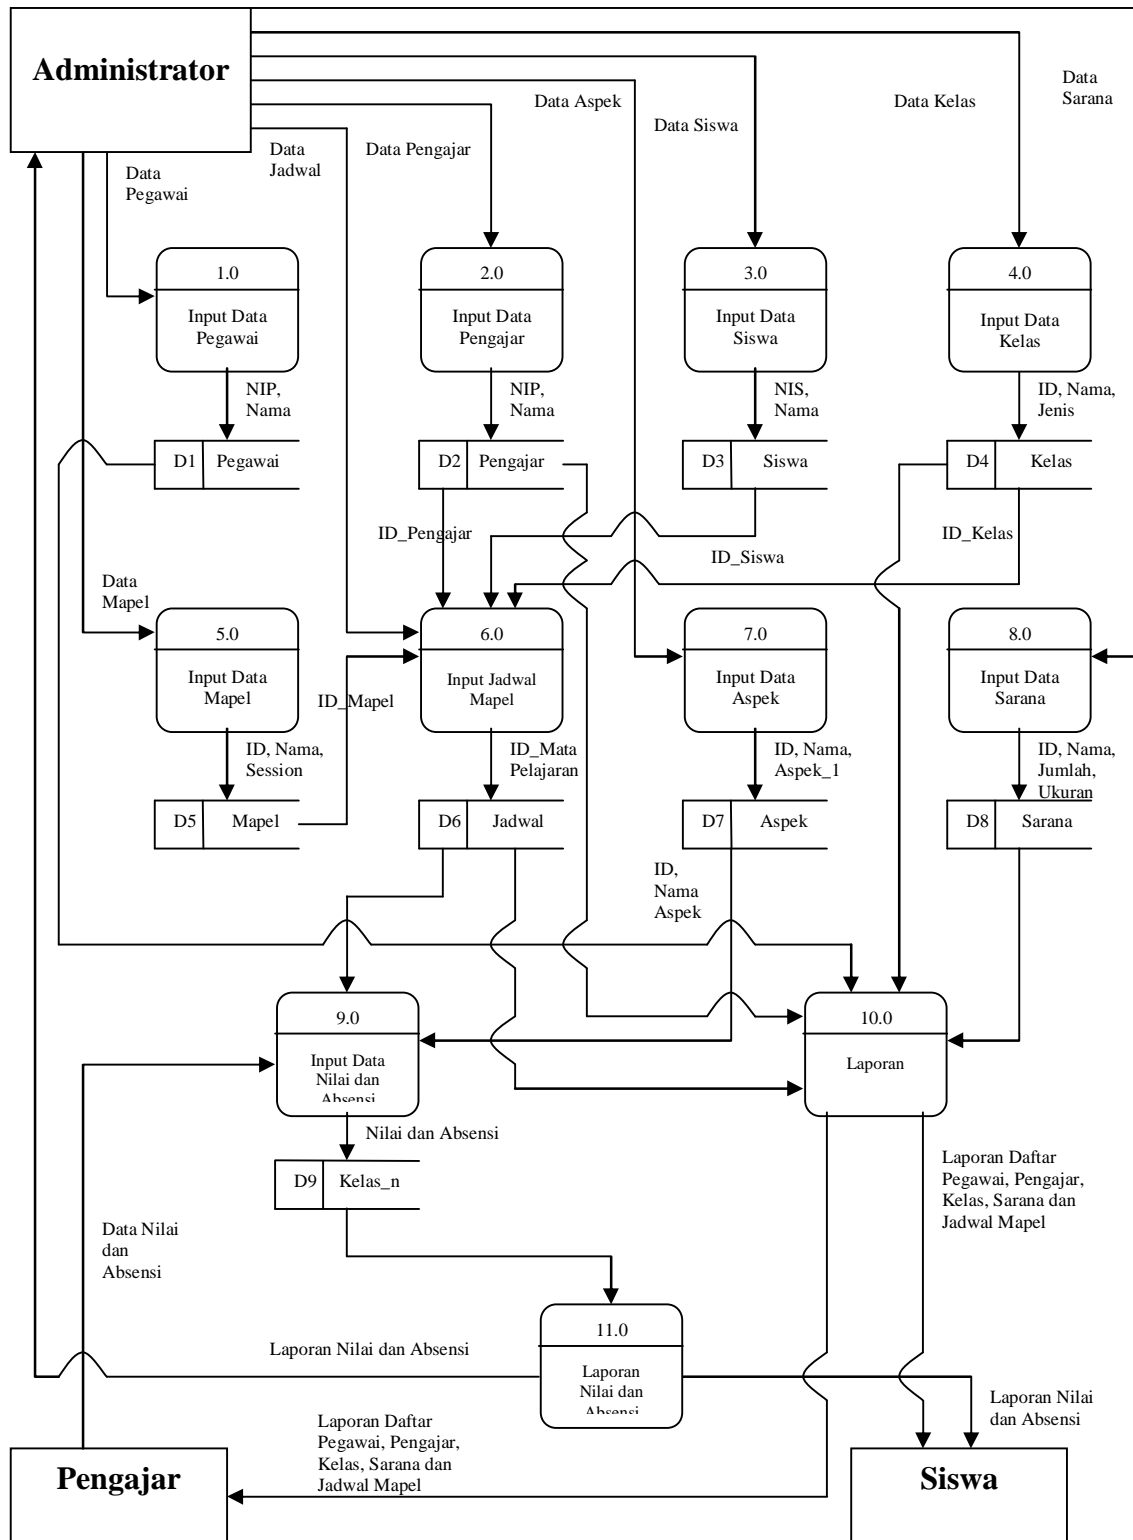 Administrator
Data
Sarana
Data Aspek
Data Kelas
Data Siswa
Data
Jadwal
Data Pengajar
Data
Pegawai
1.0
Input Data
Pegawai
2.0
Input Data
Pengajar
3.0
Input Data
Siswa
4.0
Input Data
Kelas
NIP,
Nama
NIP,
Nama
NIS,
Nama
ID, Nama,
Jenis
D1
Pegawai
D2
Pengajar
D3
Siswa
D4
Kelas
ID_Pengajar
ID_Siswa
ID_Kelas
Data
Mapel
5.0
Input Data
Mapel
6.0
Input Jadwal
Mapel
7.0
Input Data
Aspek
8.0
Input Data
Sarana
ID_Mapel
ID, Nama,
Session
ID_Mata
Pelajaran
ID, Nama,
Aspek_1
ID, Nama,
Jumlah,
Ukuran
D5
Mapel
D6
Jadwal
D7
Aspek
D8
Sarana
ID,
Nama
Aspek
9.0
Input Data
Nilai dan
Absensi
10.0
Laporan
Nilai dan Absensi
D9
Kelas_n
Laporan Daftar
Pegawai, Pengajar,
Kelas, Sarana dan
Jadwal Mapel
Data Nilai
dan
Absensi
11.0
Laporan
Nilai dan
Absensi
Laporan Nilai dan Absensi
Laporan Nilai
dan Absensi
Laporan Daftar
Pegawai, Pengajar,
Kelas, Sarana dan
Jadwal Mapel
Pengajar
Siswa